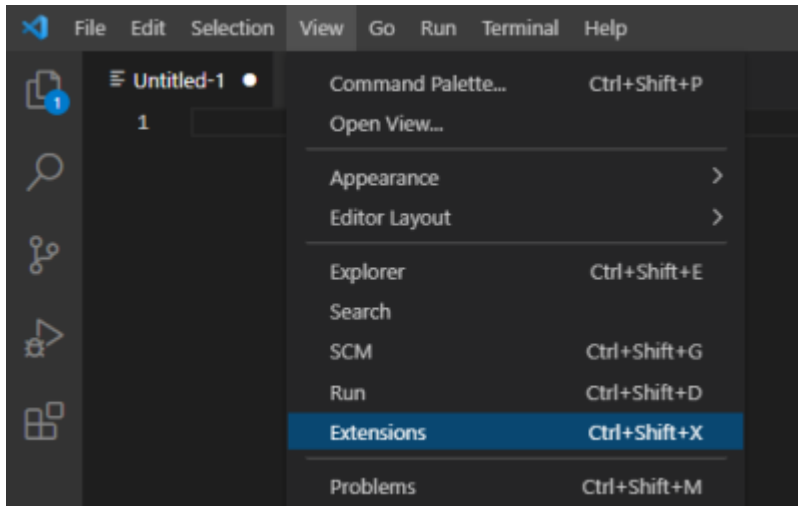 File Edit Selection View Go Run Terminal Help
Untitled-1
1
1
Command Palette... Ctrl+Shift+P
Open View...
Appearance
Editor Layout
Explorer Ctrl+Shift+E
Search
SCM Ctrl+Shift+G
Run Ctrl+Shift+D
Extensions Ctrl+Shift+X
Problems Ctrl+Shift+M